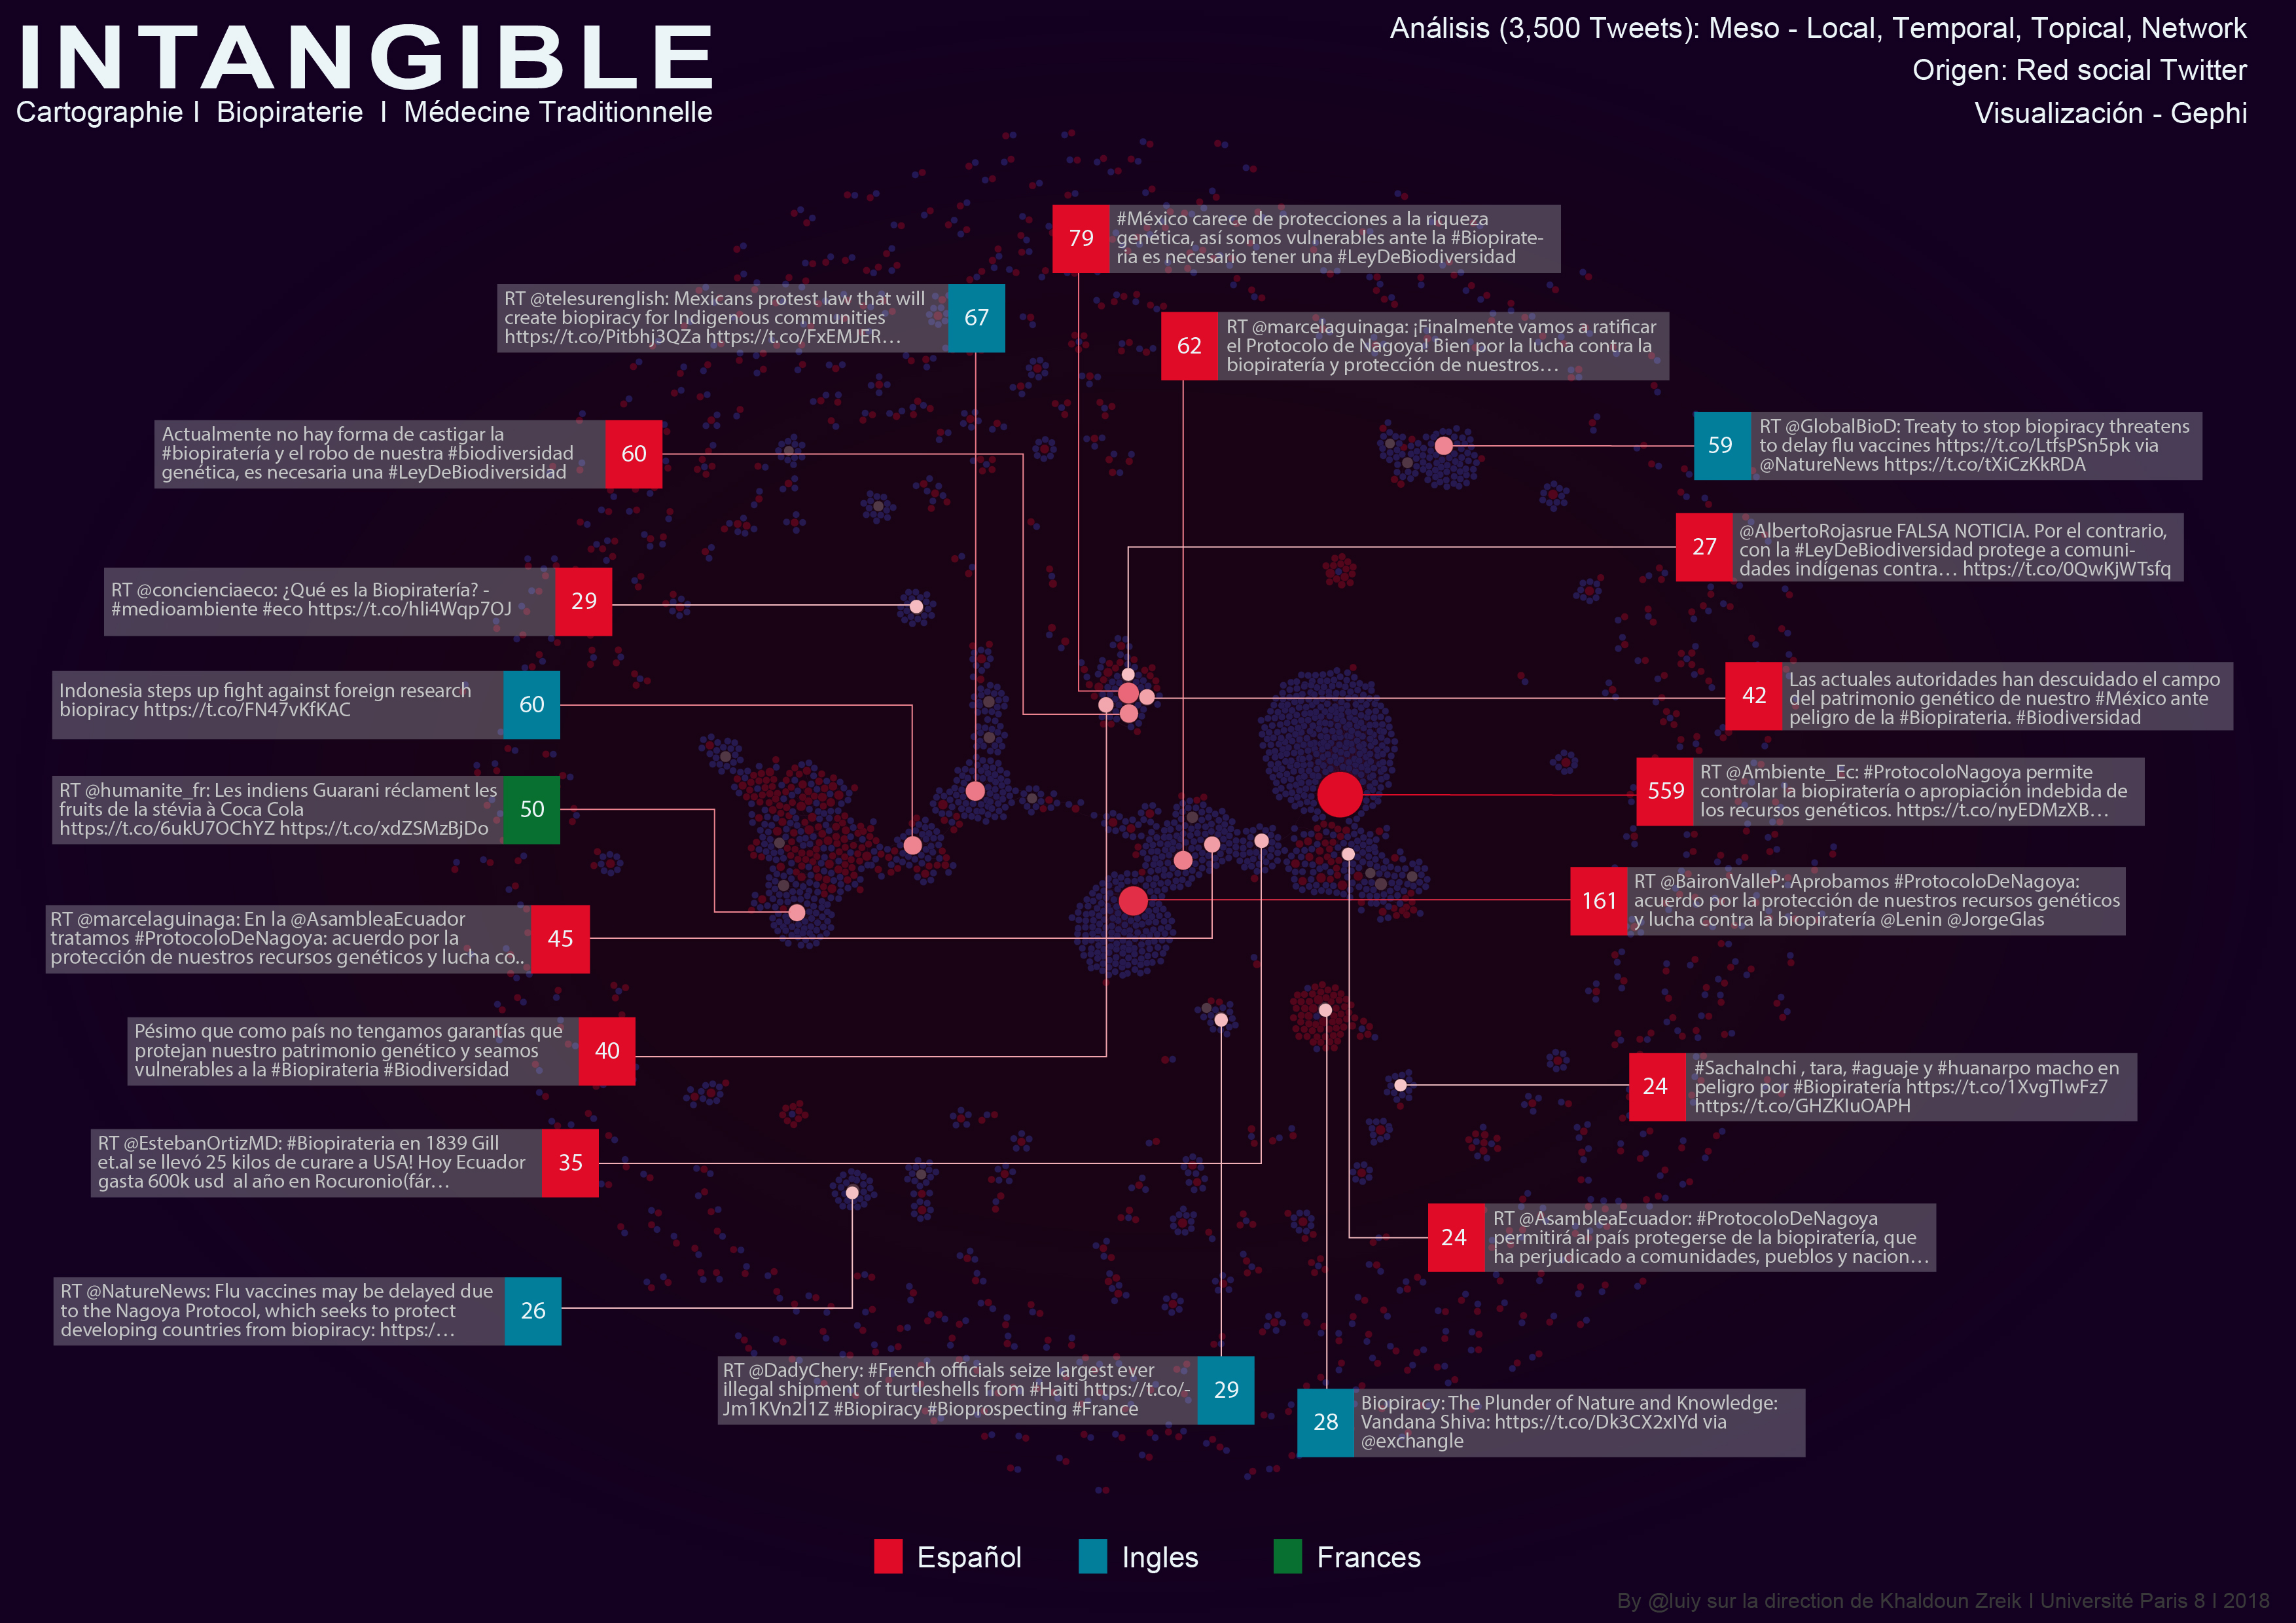 INTANGIBLE
Cartographie I Biopiraterie I Médecine Traditionnelle
Análisis (3,500 Tweets): Meso - Local, Temporal, Topical, Network
Origen: Red social Twitter
Visualización - Gephi
79
#México carece de protecciones a la riqueza
genética, así somos vulnerables ante la #Biopirate-
ria es necesario tener una #LeyDeBiodiversidad
RT @telesurenglish: Mexicans protest law that will
create biopiracy for Indigenous communities
https://t.co/Pitbhj3QZa https://t.co/FxEMJER…
67
62
RT @marcelaguinaga: ¡Finalmente vamos a ratificar
el Protocolo de Nagoya! Bien por la lucha contra la
biopiratería y protección de nuestros…
Actualmente no hay forma de castigar la
#biopiratería y el robo de nuestra #biodiversidad
genética, es necesaria una #LeyDeBiodiversidad
60
59
RT @GlobalBioD: Treaty to stop biopiracy threatens
to delay flu vaccines https://t.co/LtfsPSn5pk via
@NatureNews https://t.co/tXiCzKkRDA
27
@AlbertoRojasrue FALSA NOTICIA. Por el contrario,
con la #LeyDeBiodiversidad protege a comuni-
dades indígenas contra… https://t.co/0QwKjWTsfq
RT @concienciaeco: ¿Qué es la Biopiratería? -
#medioambiente #eco https://t.co/hli4Wqp7OJ
29
Indonesia steps up fight against foreign research
biopiracy https://t.co/FN47vKfKAC
60
42
Las actuales autoridades han descuidado el campo
del patrimonio genético de nuestro #México ante
peligro de la #Biopirateria. #Biodiversidad
RT @humanite_fr: Les indiens Guarani réclament les
fruits de la stévia à Coca Cola
https://t.co/6ukU7OChYZ https://t.co/xdZSMzBjDo
50
559
RT @Ambiente_Ec: #ProtocoloNagoya permite
controlar la biopiratería o apropiación indebida de
los recursos genéticos. https://t.co/nyEDMzXB…
161
RT @BaironValleP: Aprobamos #ProtocoloDeNagoya:
acuerdo por la protección de nuestros recursos genéticos
y lucha contra la biopiratería @Lenin @JorgeGlas
RT @marcelaguinaga: En la @AsambleaEcuador
tratamos #ProtocoloDeNagoya: acuerdo por la
protección de nuestros recursos genéticos y lucha co..
45
Pésimo que como país no tengamos garantías que
protejan nuestro patrimonio genético y seamos
vulnerables a la #Biopirateria #Biodiversidad
40
24
#SachaInchi , tara, #aguaje y #huanarpo macho en
peligro por #Biopiratería https://t.co/1XvgTIwFz7
https://t.co/GHZKIuOAPH
RT @EstebanOrtizMD: #Biopirateria en 1839 Gill
et.al se llevó 25 kilos de curare a USA! Hoy Ecuador
gasta 600k usd  al año en Rocuronio(fár…
35
24
RT @AsambleaEcuador: #ProtocoloDeNagoya
permitirá al país protegerse de la biopiratería, que
ha perjudicado a comunidades, pueblos y nacion…
RT @NatureNews: Flu vaccines may be delayed due
to the Nagoya Protocol, which seeks to protect
developing countries from biopiracy: https:/…
26
RT @DadyChery: #French officials seize largest ever
illegal shipment of turtleshells from #Haiti https://t.co/-
Jm1KVn2l1Z #Biopiracy #Bioprospecting #France
29
28
Biopiracy: The Plunder of Nature and Knowledge:
Vandana Shiva: https://t.co/Dk3CX2xIYd via
@exchangle
Español
Ingles
Frances
By @luiy sur la direction de Khaldoun Zreik I Université Paris 8 I 2018